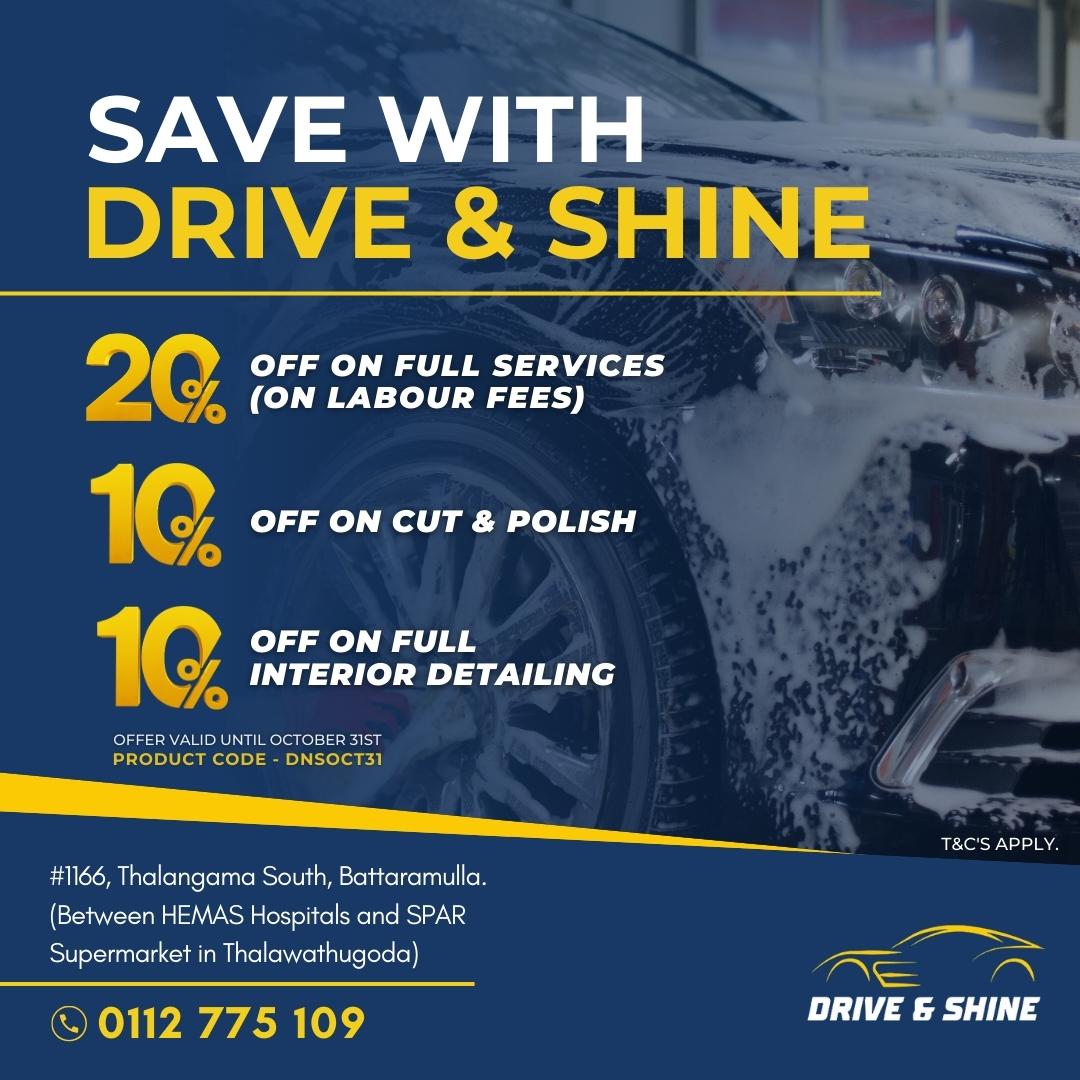 SAVE WITH
DRIVE & SHINE
20%
OFF ON FULL SERVICES
(ON LABOUR FEES)
10%
OFF ON CUT & POLISH
10%
OFF ON FULL
INTERIOR DETAILING
OFFER VALID UNTIL OCTOBER 31ST
PRODUCT CODE - DNSOCT31
T&C'S APPLY.
#1166, Thalangama South, Battaramulla.
(Between HEMAS Hospitals and SPAR
Supermarket in Thalawathugoda)
0112 775 109
DRIVE & SHINE